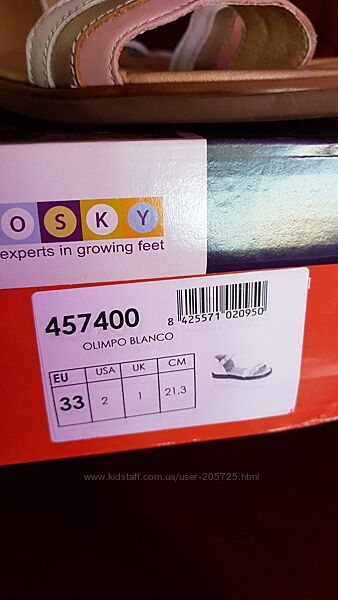 OSKY
experts in growing feet
457400
8 425571 020950
OLIMPO BLANCO
EU USA UK CM
33 2 1 21,3
www.kidstaff.com.ua/user-205725.html